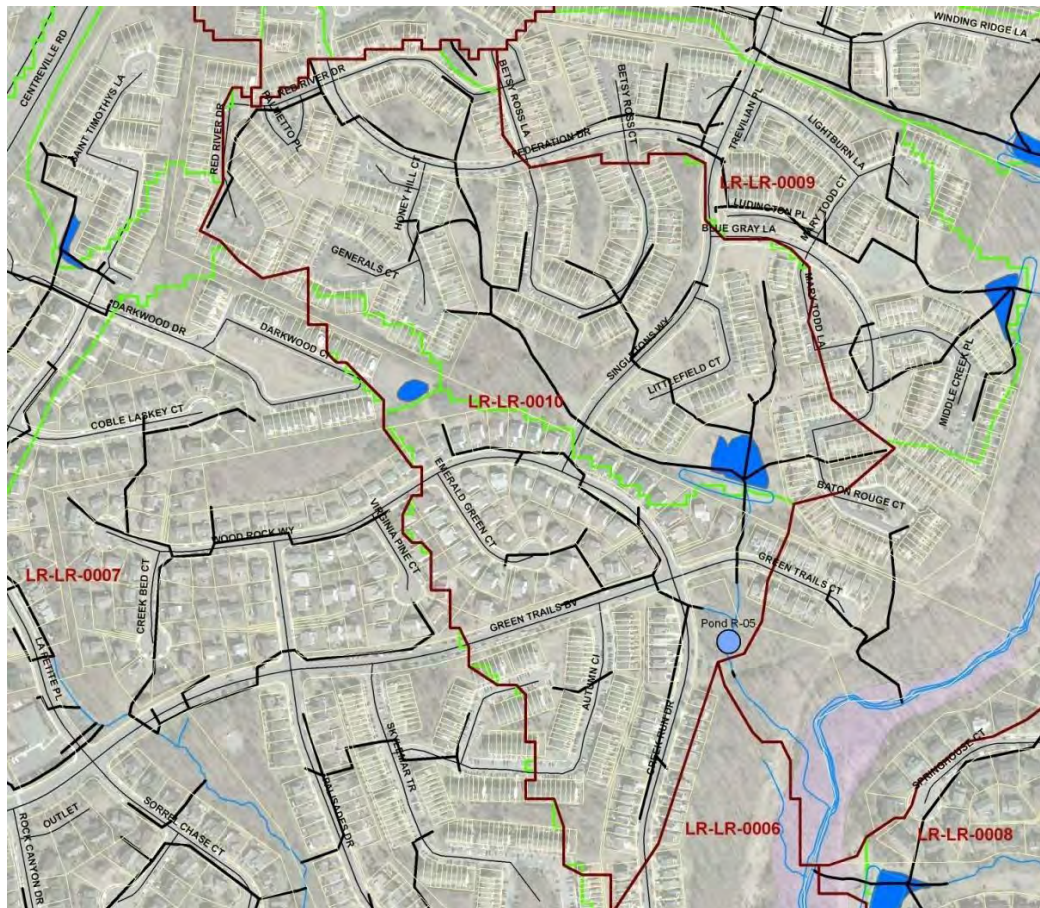 WINDING RIDGE LA
CENTREVILLE RD
SAINT TIMOTHYS LA
RED RIVER DR
RED RIVER DR
BETSY ROSS LA
BETSY ROSS CT
FEDERATION DR
TREVILIAN PL
LIGHTBURN LA
HONEY HILL CT
LR-LR-0009
LUDINGTON PL
MARY TODD CT
BLUE GRAY LA
GENERALS CT
MARY TODD LA
DARKWOOD DR
DARKWOOD CT
SINGLETONS WY
LITTLEFIELD CT
MIDDLE CREEK PL
LR-LR-0010
COBLE LASKEY CT
EMERALD GREEN CT
BATON ROUGE CT
VIRGINIA PINE CT
ROCK WY
GREEN TRAILS CT
LR-LR-0007
CREEK BED CT
GREEN TRAILS BV
Pond R-05
LA PETITE PL
AUTUMN CI
CREEK RUN DR
SKYLEMAR TR
PALISADES DR
SPRINGHOUSE CT
OUTLET
SORREL CHASE CT
ROCK CANYON DR
LR-LR-0006
LR-LR-0008